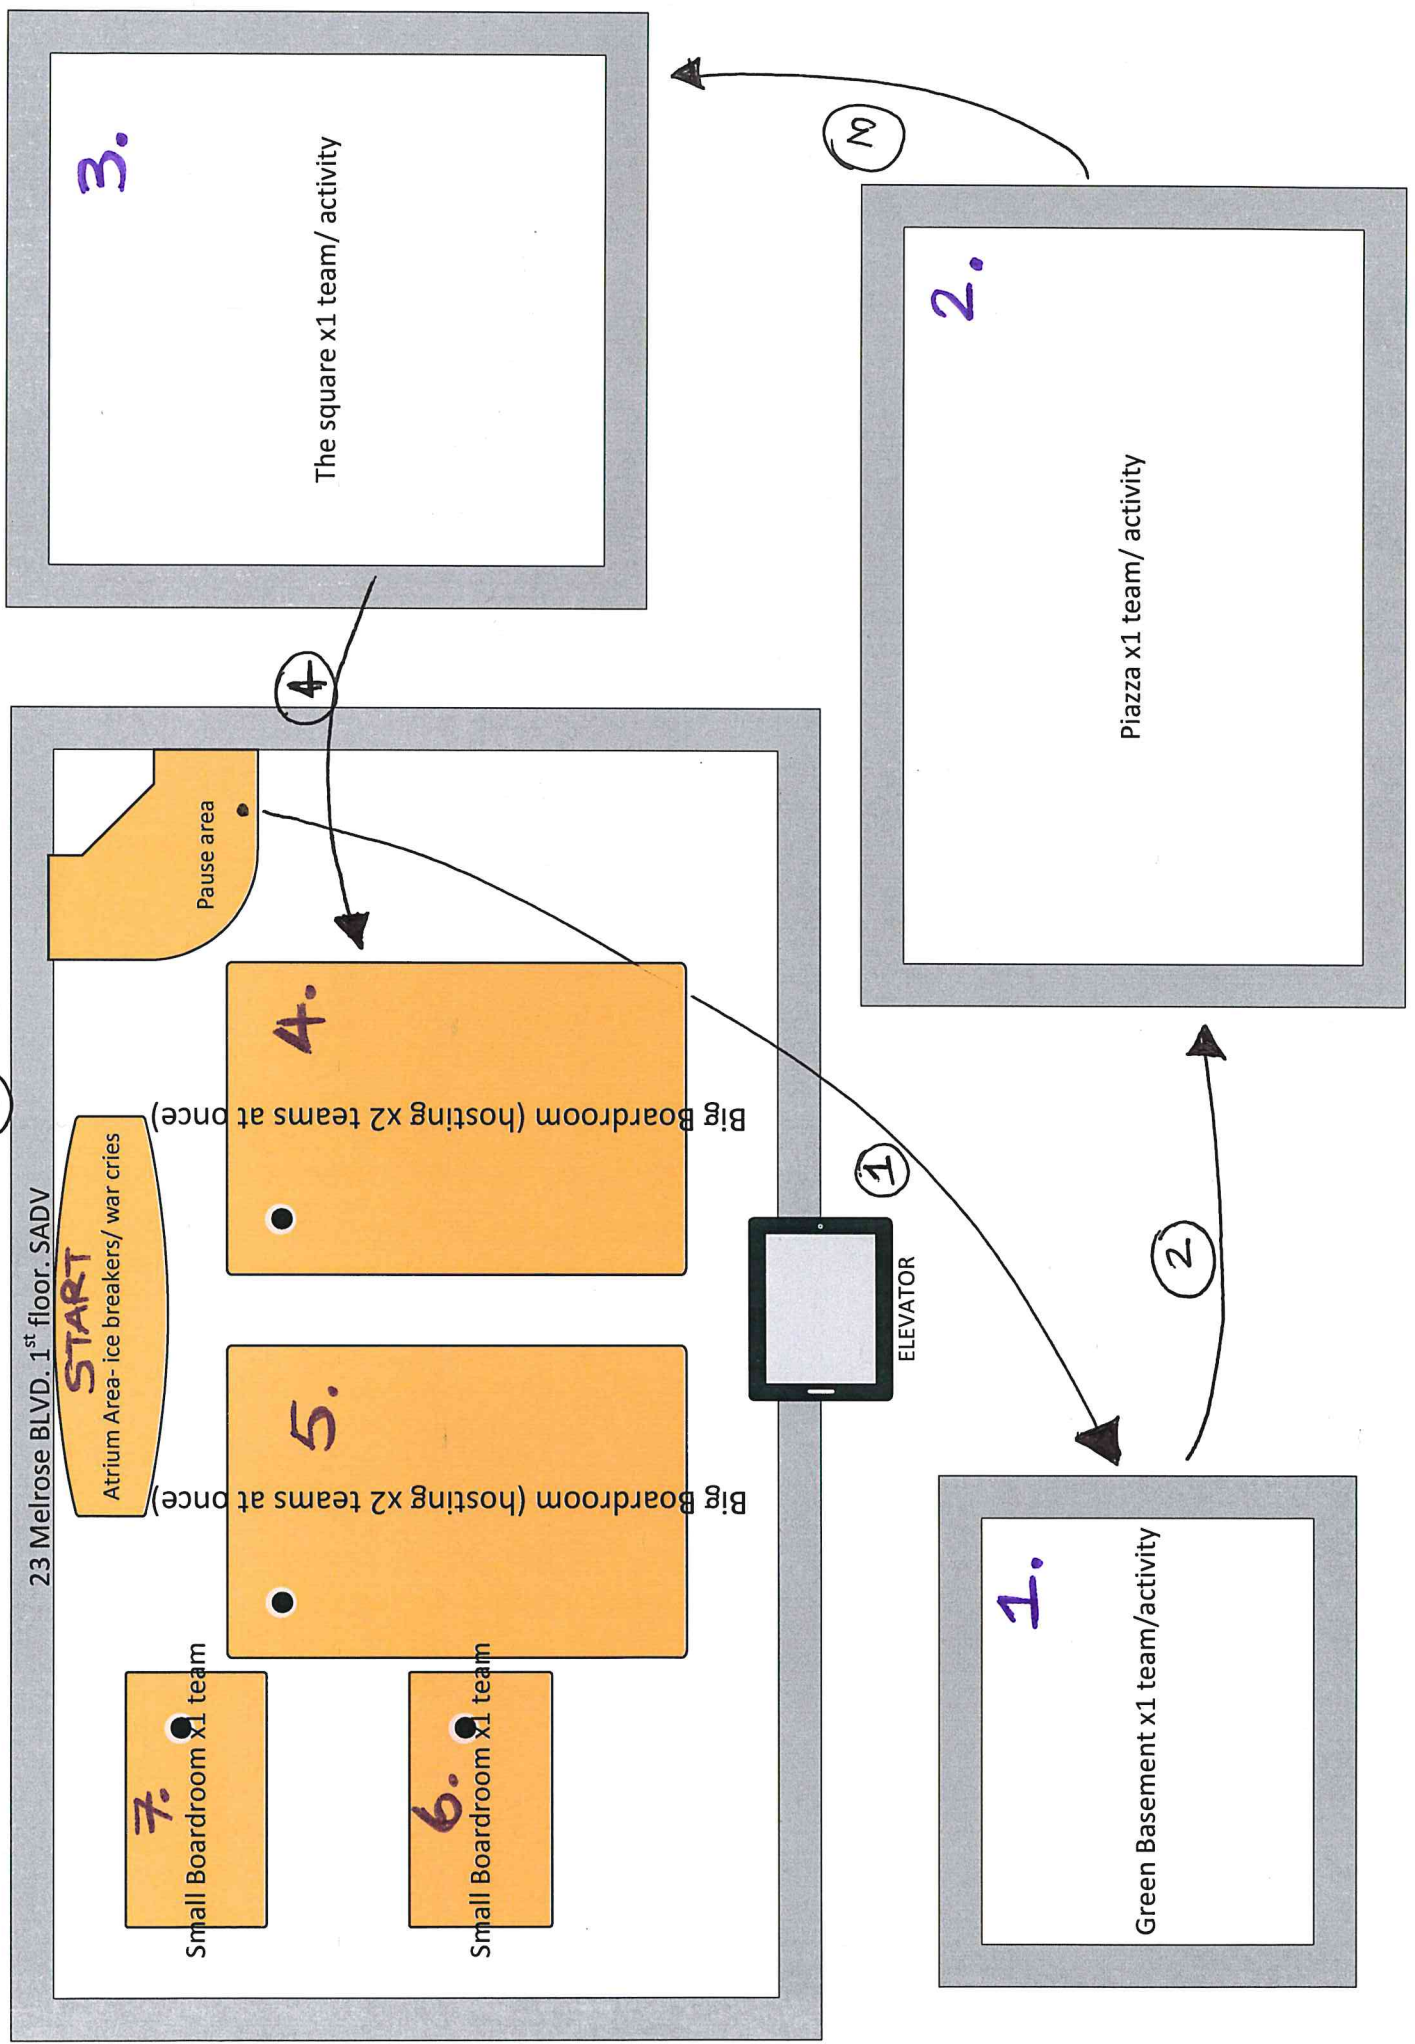 23 Melrose BLVD. 1st floor. SADV
START
Atrium Area- ice breakers/ war cries
Pause area
7.
Small Boardroom x1 team
6.
Small Boardroom x1 team
5.
Big Boardroom (hosting x2 teams at once)
4.
Big Boardroom (hosting x2 teams at once)
4
3.
The square x1 team/ activity
ELEVATOR
1
1.
Green Basement x1 team/activity
2
2.
Piazza x1 team/ activity